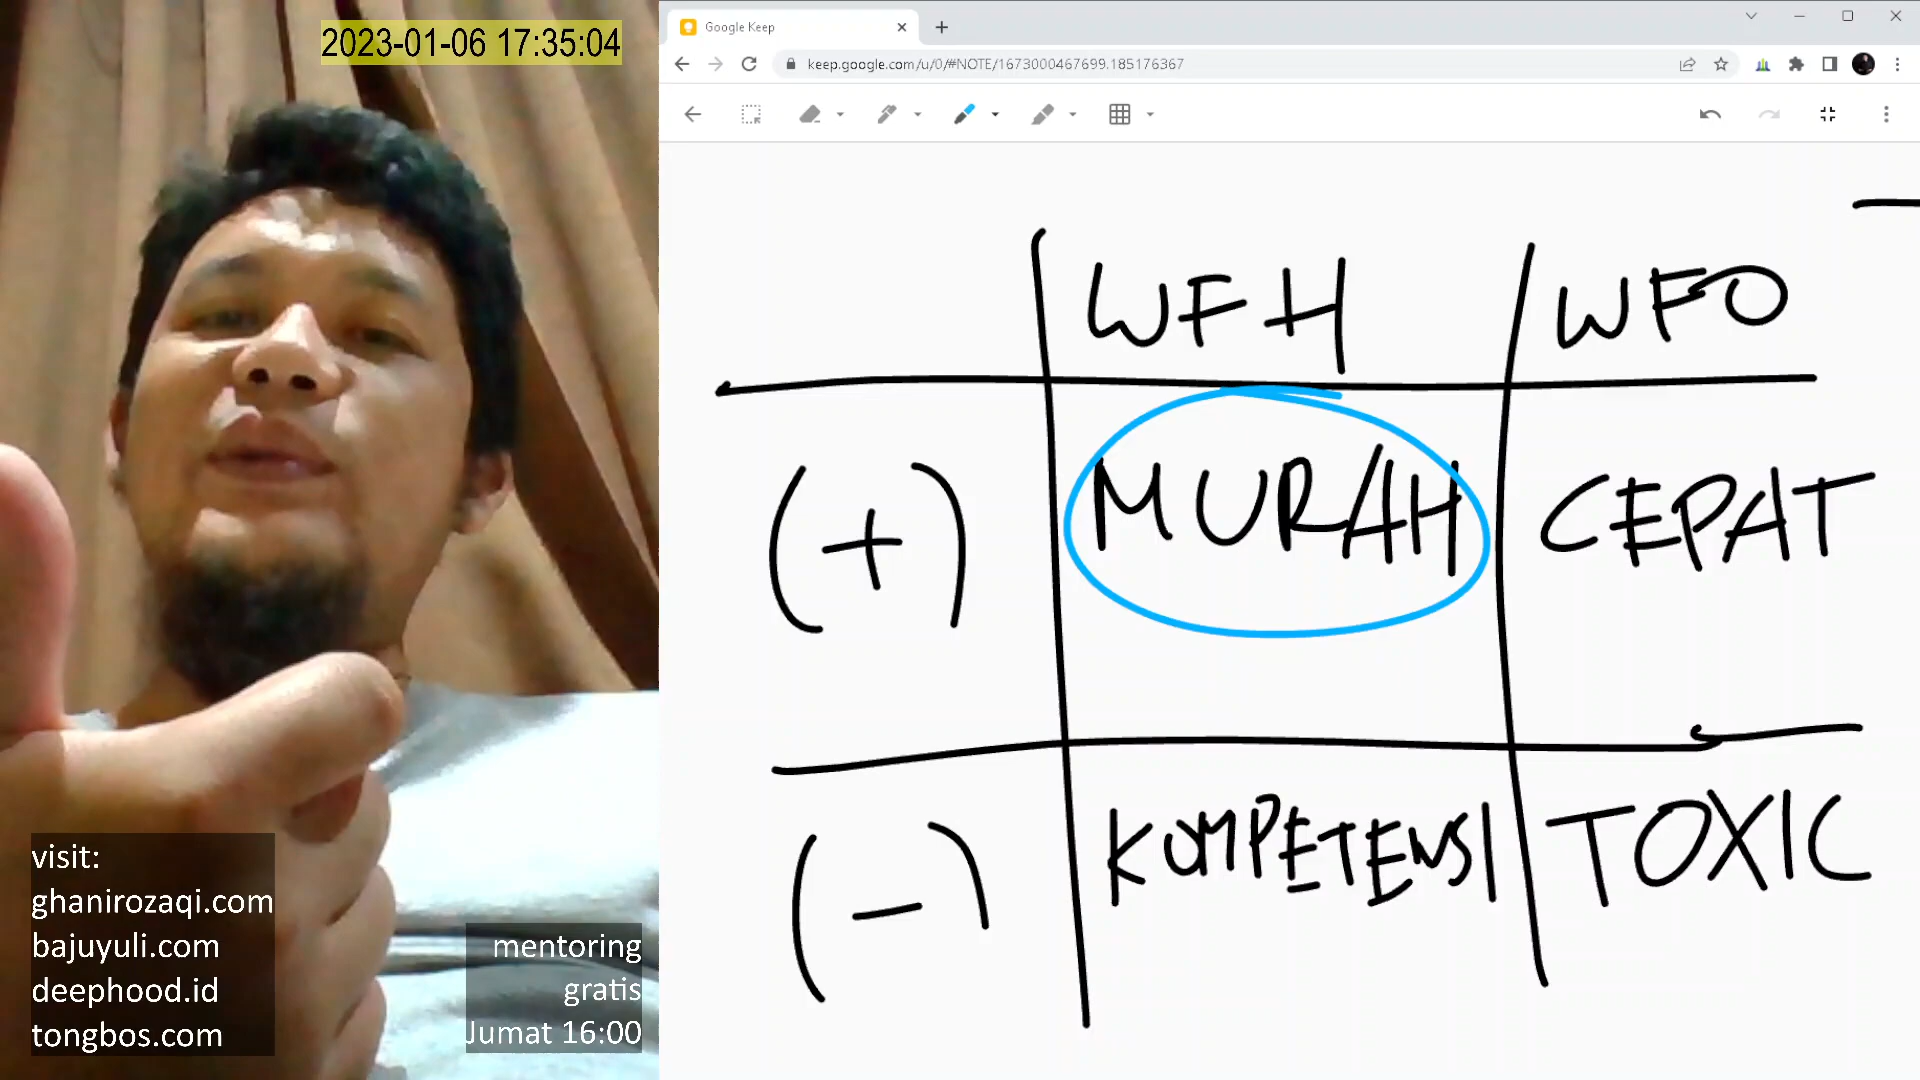 2023-01-06 17:35:04
visit:
ghanirozaqi.com
bajuyuli.com
deephood.id
tongbos.com
mentoring
gratis
Jumat 16:00
Google Keep
keep.google.com/u/0/#NOTE/1673000467699.185176367
WFH WFO
(+) MURAH CEPAT
(-) KOMPETENSI TOXIC